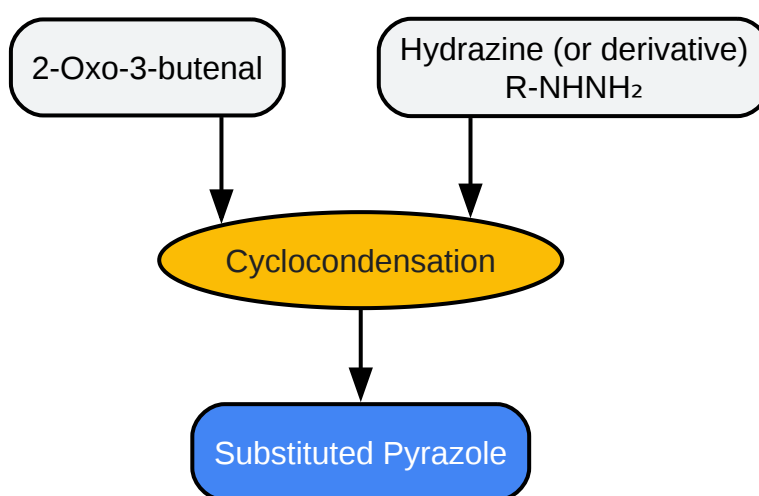 2-Oxo-3-butenal
Hydrazine (or derivative)
R-NHNH₂
Cyclocondensation
Substituted Pyrazole